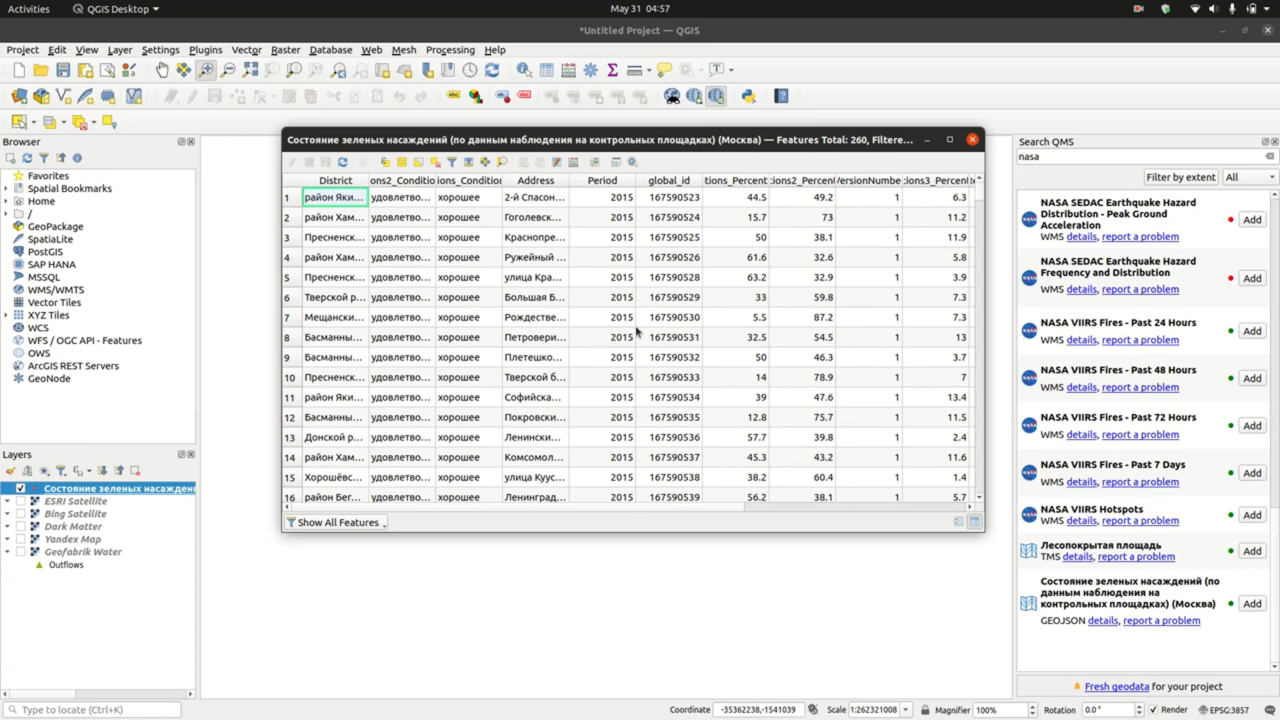 Activities
QGIS Desktop
May 31 04:57
*Untitled Project — QGIS
Project Edit View Layer Settings Plugins Vector Raster Database Web Mesh Processing Help
Browser
Favorites
Spatial Bookmarks
Home
/
GeoPackage
SpatiaLite
PostGIS
SAP HANA
MSSQL
WMS/WMTS
Vector Tiles
XYZ Tiles
WCS
WFS / OGC API - Features
OWS
ArcGIS REST Servers
GeoNode
Layers
Состояние зеленых насажден
ESRI Satellite
Bing Satellite
Dark Matter
Yandex Map
Geofabrik Water
Outflows
Состояние зеленых насаждений (по данным наблюдения на контрольных площадках) (Москва) — Features Total: 260, Filtere...
District ons2_Conditio ions_Condition Address Period global_id tions_Percent :ions2_Percen VersionNumbe :ions3_Percen
1 район Яки... удовлетво... хорошее 2-й Спасон... 2015 167590523 44.5 49.2 1 6.3
2 район Хам... удовлетво... хорошее Гоголевск... 2015 167590524 15.7 73 1 11.2
3 Пресненск... удовлетво... хорошее Краснопре... 2015 167590525 50 38.1 1 11.9
4 район Хам... удовлетво... хорошее Ружейный ... 2015 167590526 61.6 32.6 1 5.8
5 Пресненск... удовлетво... хорошее улица Кра... 2015 167590528 63.2 32.9 1 3.9
6 Тверской р... удовлетво... хорошее Большая Б... 2015 167590529 33 59.8 1 7.3
7 Мещански... удовлетво... хорошее Рождестве... 2015 167590530 5.5 87.2 1 7.3
8 Басманны... удовлетво... хорошее Петровери... 2015 167590531 32.5 54.5 1 13
9 Басманны... удовлетво... хорошее Плетешко... 2015 167590532 50 46.3 1 3.7
10 Пресненск... удовлетво... хорошее Тверской б... 2015 167590533 14 78.9 1 7
11 район Яки... удовлетво... хорошее Софийска... 2015 167590534 39 47.6 1 13.4
12 Басманны... удовлетво... хорошее Покровски... 2015 167590535 12.8 75.7 1 11.5
13 Донской р... удовлетво... хорошее Ленински... 2015 167590536 57.7 39.8 1 2.4
14 район Хам... удовлетво... хорошее Комсомол... 2015 167590537 45.3 43.2 1 11.6
15 Хорошёвс... удовлетво... хорошее улица Куус... 2015 167590538 38.2 60.4 1 1.4
16 район Бег... удовлетво... хорошее Ленинград... 2015 167590539 56.2 38.1 1 5.7
Show All Features
Search QMS
nasa
Filter by extent All
NASA SEDAC Earthquake Hazard
Distribution - Peak Ground
Acceleration
WMS details, report a problem
Add
NASA SEDAC Earthquake Hazard
Frequency and Distribution
WMS details, report a problem
Add
NASA VIIRS Fires - Past 24 Hours
WMS details, report a problem
Add
NASA VIIRS Fires - Past 48 Hours
WMS details, report a problem
Add
NASA VIIRS Fires - Past 72 Hours
WMS details, report a problem
Add
NASA VIIRS Fires - Past 7 Days
WMS details, report a problem
Add
NASA VIIRS Hotspots
WMS details, report a problem
Add
Лесопокрытая площадь
TMS details, report a problem
Add
Состояние зеленых насаждений (по
данным наблюдения на
контрольных площадках) (Москва)
GEOJSON details, report a problem
Add
Fresh geodata for your project
Type to locate (Ctrl+K)
Coordinate -35362238,-1541039 Scale 1:262321008 Magnifier 100% Rotation 0.0 ° Render EPSG:3857